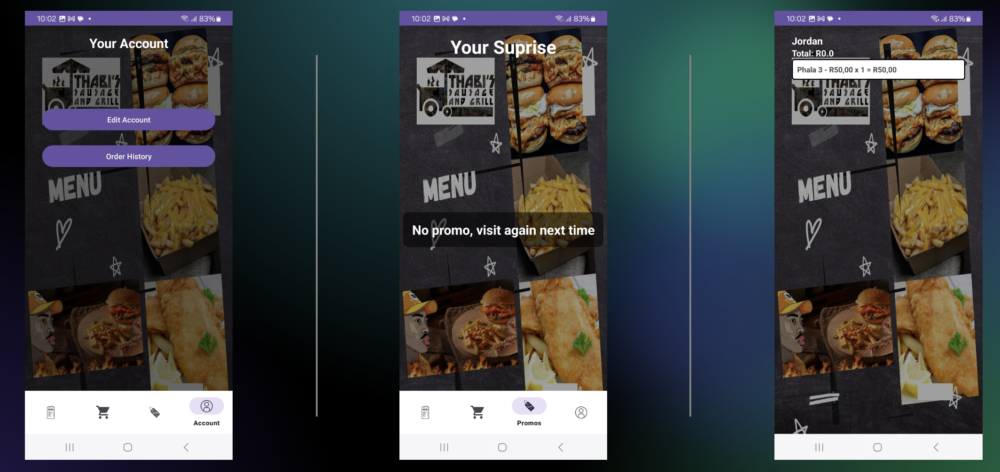 10:02
83%
Your Account
THABI'S
SAUSAGE
AND GRILL
Edit Account
Order History
MENU
MENU
Account
10:02
83%
Your Suprise
THABI'S
SAUSAGE
AND GRILL
MENU
No promo, visit again next time
MENU
Promos
10:02
83%
Jordan
Total: R0.0
Phala 3 - R50,00 x 1 = R50,00
THABI'S
SAUSAGE
AND GRILL
MENU